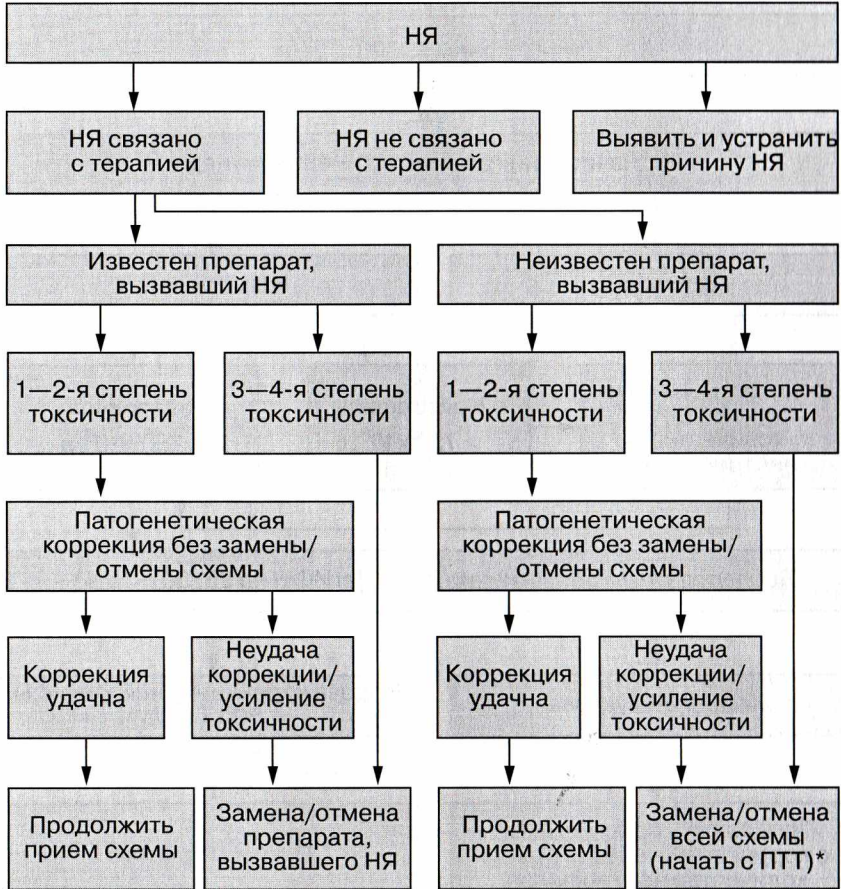 НЯ
НЯ связано
с терапией
НЯ не связано
с терапией
Выявить и устранить
причину НЯ
Известен препарат,
вызвавший НЯ
Неизвестен препарат,
вызвавший НЯ
1—2-я степень
токсичности
3—4-я степень
токсичности
1—2-я степень
токсичности
3—4-я степень
токсичности
Патогенетическая
коррекция без замены/
отмены схемы
Патогенетическая
коррекция без замены/
отмены схемы
Коррекция
удачна
Неудача
коррекции/
усиление
токсичности
Коррекция
удачна
Неудача
коррекции/
усиление
токсичности
Продолжить
прием схемы
Замена/отмена
препарата,
вызвавшего НЯ
Продолжить
прием схемы
Замена/отмена
всей схемы
(начать с ПТТ)*